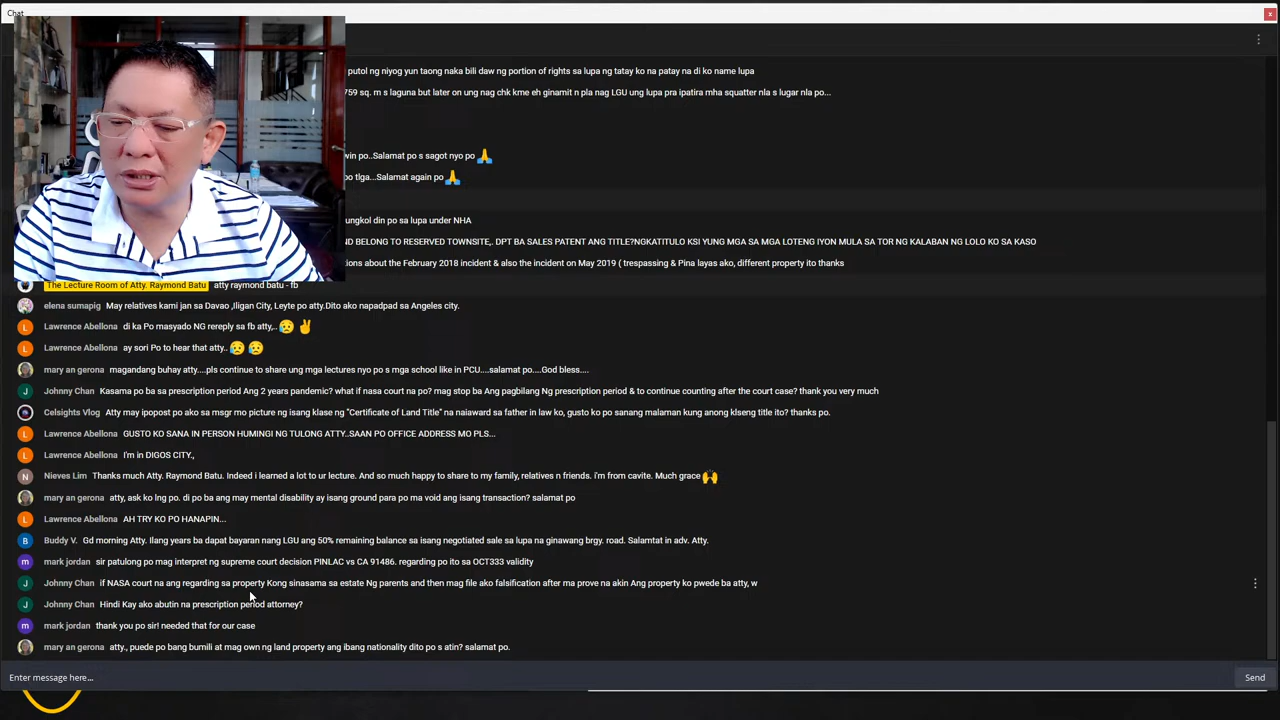 Chat
putol ng niyog yun taong naka bili daw ng portion of rights sa lupa ng tatay ko na patay na di ko name lupa
759 sq. m s laguna but later on ung nag chk kme eh ginamit n pla nag LGU ung lupa pra ipatira mha squatter nla s lugar nla po...
win po..Salamat po s sagot nyo po 🙏
po tlga...Salamat again po 🙏
ungkol din po sa lupa under NHA
ND BELONG TO RESERVED TOWNSITE,. DPT BA SALES PATENT ANG TITLE?NGKATITULO KSI YUNG MGA SA MGA LOTENG IYON MULA SA TOR NG KALABAN NG LOLO KO SA KASO
tions about the February 2018 incident & also the incident on May 2019 ( trespassing & Pina layas ako, different property ito thanks
The Lecture Room of Atty. Raymond Batu atty raymond batu - fb
elena sumapig May relatives kami jan sa Davao ,Iligan City, Leyte po atty.Dito ako napadpad sa Angeles city.
L Lawrence Abellona di ka Po masyado NG rereply sa fb atty,.. 😥 ✌
L Lawrence Abellona ay sori Po to hear that atty.. 😥 😥
mary an gerona magandang buhay atty....pls continue to share ung mga lectures nyo po s mga school like in PCU....salamat po....God bless....
J Johnny Chan Kasama po ba sa prescription period Ang 2 years pandemic? what if nasa court na po? mag stop ba Ang pagbilang Ng prescription period & to continue counting after the court case? thank you very much
Celsights Vlog Atty may ipopost po ako sa msgr mo picture ng isang klase ng "Certificate of Land Title" na naiaward sa father in law ko, gusto ko po sanang malaman kung anong klseng title ito? thanks po.
L Lawrence Abellona GUSTO KO SANA IN PERSON HUMINGI NG TULONG ATTY..SAAN PO OFFICE ADDRESS MO PLS...
L Lawrence Abellona I'm in DIGOS CITY.,
N Nieves Lim Thanks much Atty. Raymond Batu. Indeed i learned a lot to ur lecture. And so much happy to share to my family, relatives n friends. i'm from cavite. Much grace 🙌
mary an gerona atty, ask ko lng po. di po ba ang may mental disability ay isang ground para po ma void ang isang transaction? salamat po
L Lawrence Abellona AH TRY KO PO HANAPIN...
B Buddy V. Gd morning Atty. Ilang years ba dapat bayaran nang LGU ang 50% remaining balance sa isang negotiated sale sa lupa na ginawang brgy. road. Salamtat in adv. Atty.
m mark jordan sir patulong po mag interpret ng supreme court decision PINLAC vs CA 91486. regarding po ito sa OCT333 validity
J Johnny Chan if NASA court na ang regarding sa property Kong sinasama sa estate Ng parents and then mag file ako falsification after ma prove na akin Ang property ko pwede ba atty, w
J Johnny Chan Hindi Kay ako abutin na prescription period attorney?
m mark jordan thank you po sir! needed that for our case
mary an gerona atty., puede po bang bumili at mag own ng land property ang ibang nationality dito po s atin? salamat po.
Enter message here... Send